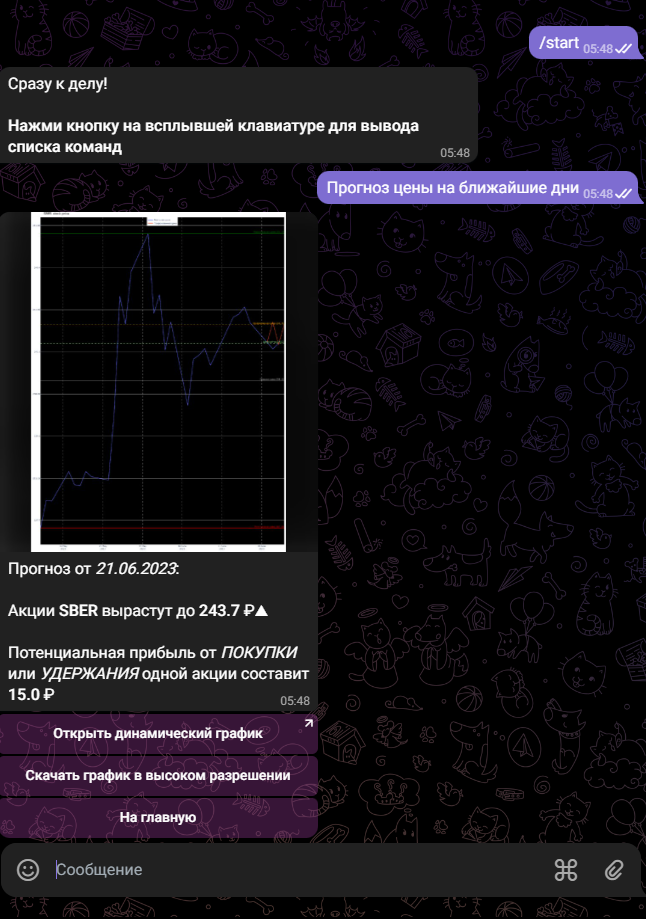 /start 05:48
Сразу к делу!
Нажми кнопку на всплывшей клавиатуре для вывода
списка команд
05:48
Прогноз цены на ближайшие дни 05:48
Прогноз от 21.06.2023:
Акции SBER вырастут до 243.7 ₽▲
Потенциальная прибыль от ПОКУПКИ
или УДЕРЖАНИЯ одной акции составит
15.0 ₽
05:48
Открыть динамический график
Скачать график в высоком разрешении
На главную
Сообщение